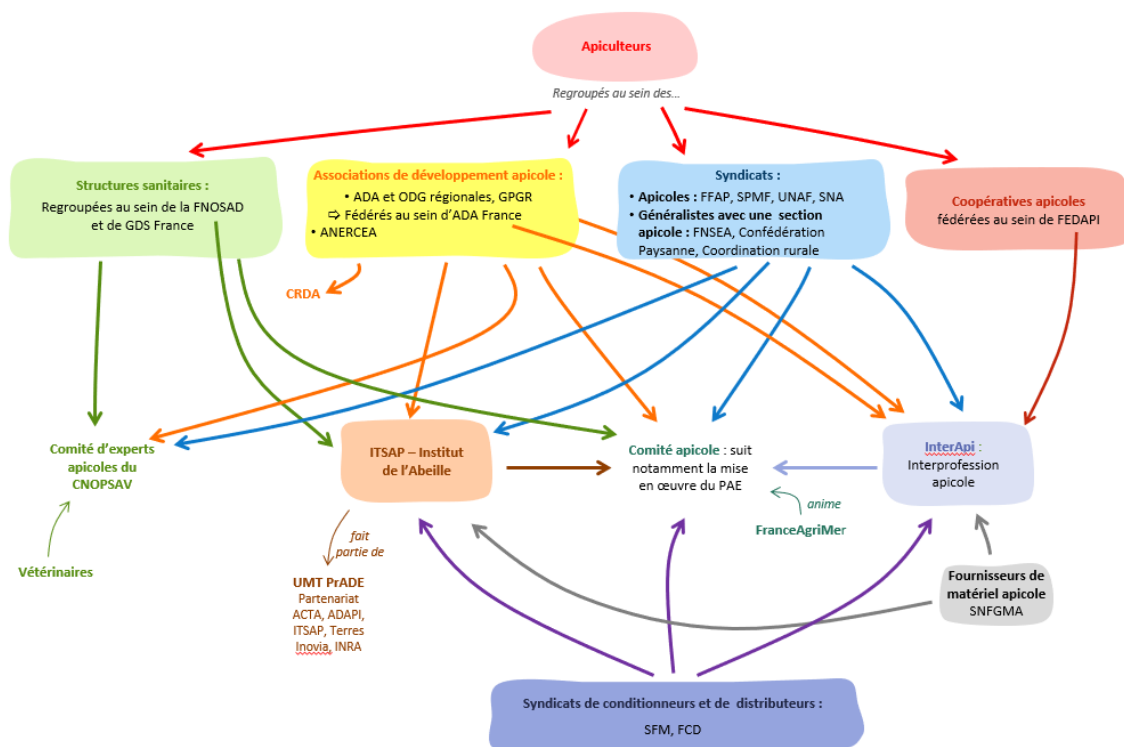 Apiculteurs
Regroupés au sein des...
Structures sanitaires :
Regroupées au sein de la FNOSAD
et de GDS France
Associations de développement apicole :
• ADA et ODG régionales, GPGR
⇨ Fédérés au sein d'ADA France
• ANERCEA
Syndicats :
• Apicoles : FFAP, SPMF, UNAF, SNA
• Généralistes avec une section
apicole : FNSEA, Confédération
Paysanne, Coordination rurale
Coopératives apicoles
fédérées au sein de FEDAPI
CRDA
Comité d'experts
apicoles du
CNOPSAV
ITSAP – Institut
de l'Abeille
Comité apicole : suit
notamment la mise
en œuvre du PAE
InterApi :
Interprofession
apicole
anime
FranceAgriMer
fait
partie de
Vétérinaires
UMT PrADE
Partenariat
ACTA, ADAPI,
ITSAP, Terres
Inovia, INRA
Fournisseurs de
matériel apicole
SNFGMA
Syndicats de conditionneurs et de distributeurs :
SFM, FCD